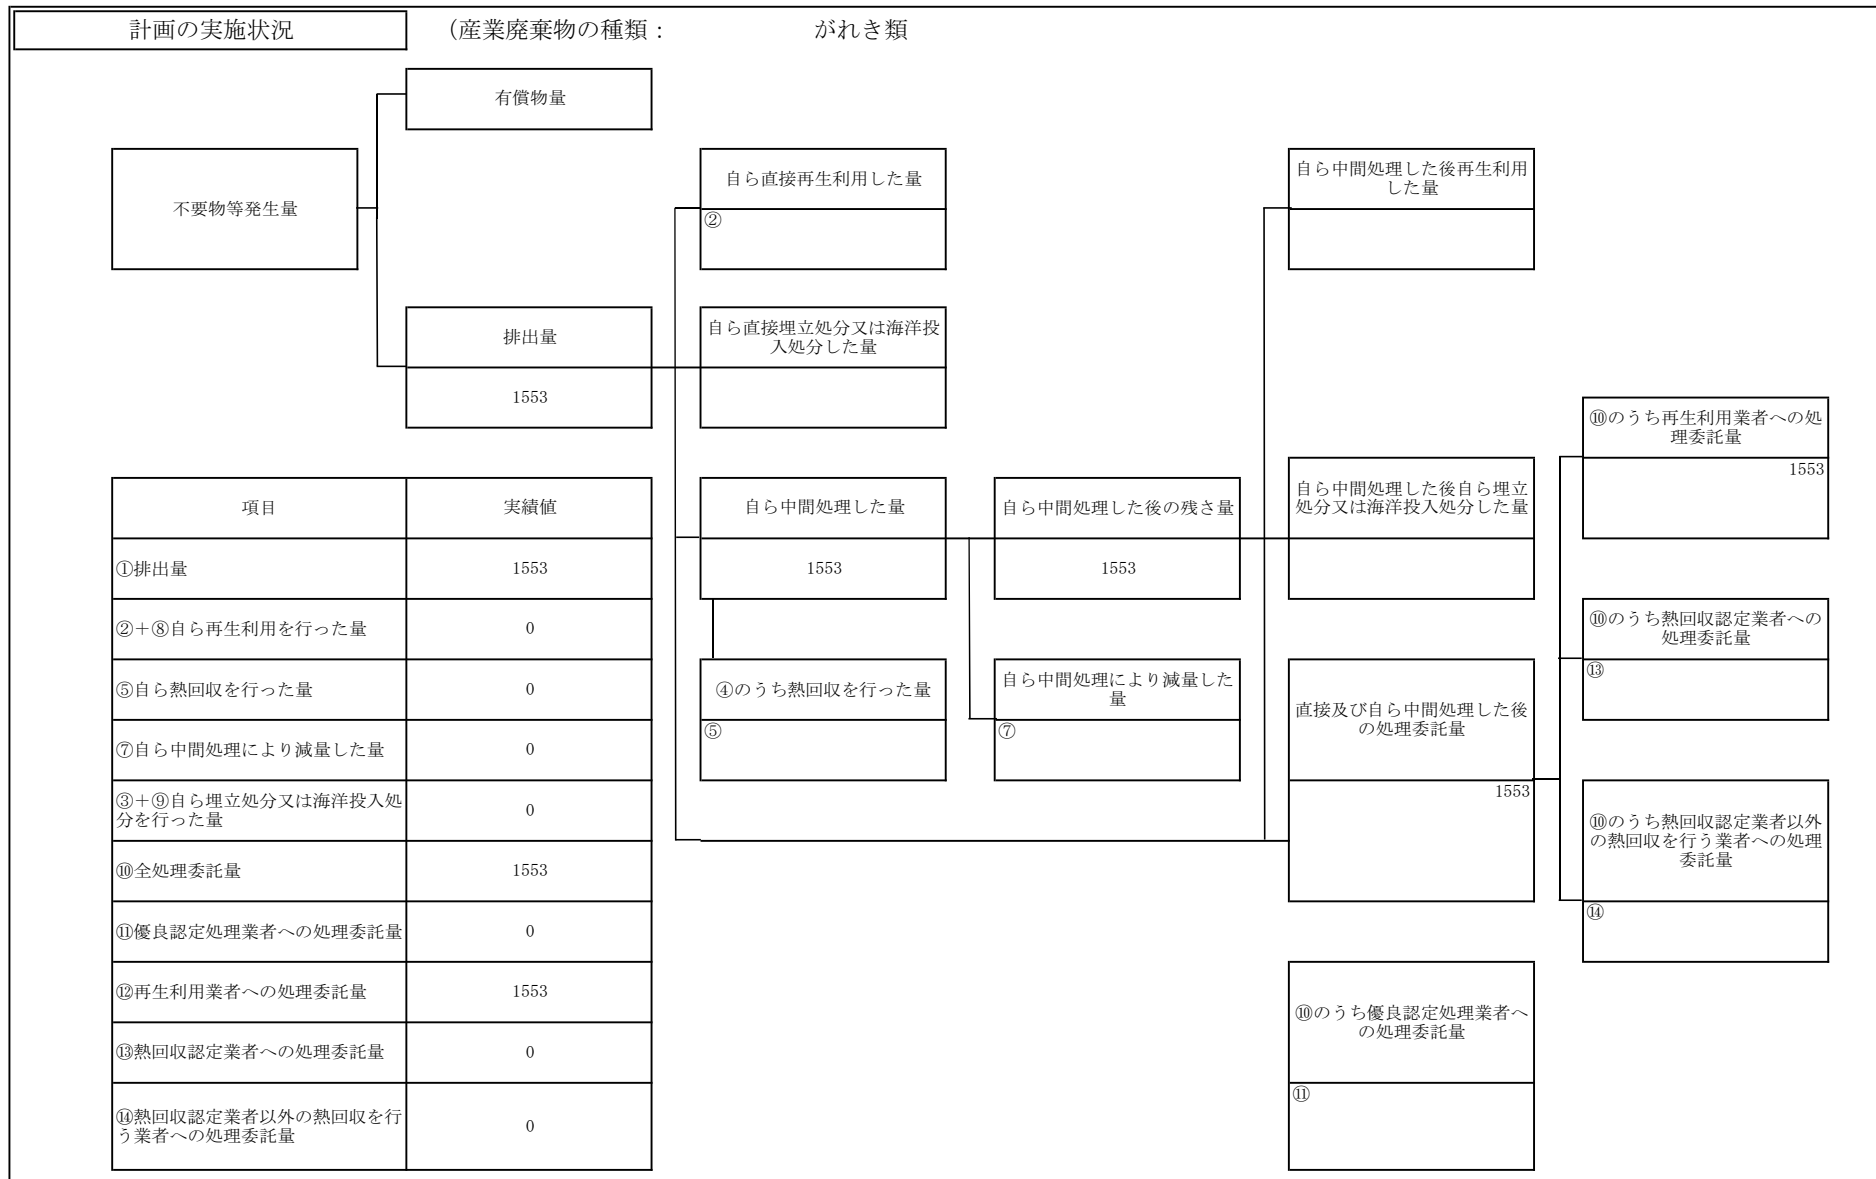 計画の実施状況
(産業廃棄物の種類: がれき類
有償物量
不要物等発生量
自ら直接再生利用した量
②
自ら中間処理した後再生利用
した量
排出量
1553
自ら直接埋立処分又は海洋投
入処分した量
⑩のうち再生利用業者への処
理委託量
1553
項目
実績値
①排出量
1553
②+⑧自ら再生利用を行った量
0
⑤自ら熱回収を行った量
0
⑦自ら中間処理により減量した量
0
③+⑨自ら埋立処分又は海洋投入処
分を行った量
0
⑩全処理委託量
1553
⑪優良認定処理業者への処理委託量
0
⑫再生利用業者への処理委託量
1553
⑬熱回収認定業者への処理委託量
0
⑭熱回収認定業者以外の熱回収を行
う業者への処理委託量
0
自ら中間処理した量
1553
自ら中間処理した後の残さ量
1553
自ら中間処理した後自ら埋立
処分又は海洋投入処分した量
④のうち熱回収を行った量
⑤
自ら中間処理により減量した
量
⑦
直接及び自ら中間処理した後
の処理委託量
1553
⑩のうち熱回収認定業者への
処理委託量
⑬
⑩のうち熱回収認定業者以外
の熱回収を行う業者への処理
委託量
⑭
⑩のうち優良認定処理業者へ
の処理委託量
⑪